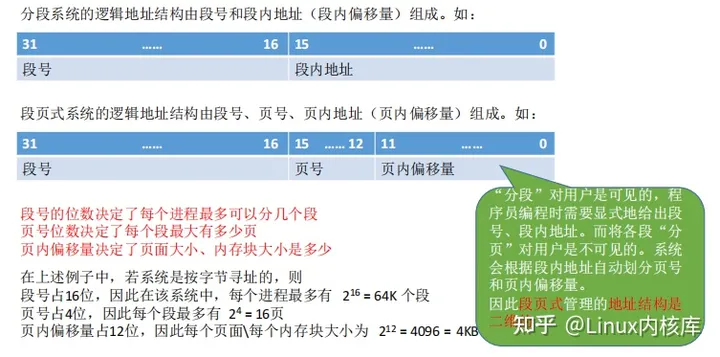 分段系统的逻辑地址结构由段号和段内地址（段内偏移量）组成。如：
31 …… 16 15 …… 0
段号 段内地址
段页式系统的逻辑地址结构由段号、页号、页内地址（页内偏移量）组成。如：
31 …… 16 15 …… 12 11 …… 0
段号 页号 页内偏移量
段号的位数决定了每个进程最多可以分几个段
页号位数决定了每个段最大有多少页
页内偏移量决定了页面大小、内存块大小是多少
在上述例子中，若系统是按字节寻址的，则
段号占16位，因此在该系统中，每个进程最多有 2¹⁶ = 64K 个段
页号占4位，因此每个段最多有 2⁴ = 16页
页内偏移量占12位，因此每个页面\每个内存块大小为 2¹² = 4096 = 4KB
“分段”对用户是可见的，程
序员编程时需要显式地给出段
号、段内地址。而将各段“分
页”对用户是不可见的。系统
会根据段内地址自动划分页号
和页内偏移量。
因此段页式管理的地址结构是
二维
知乎 @Linux内核库